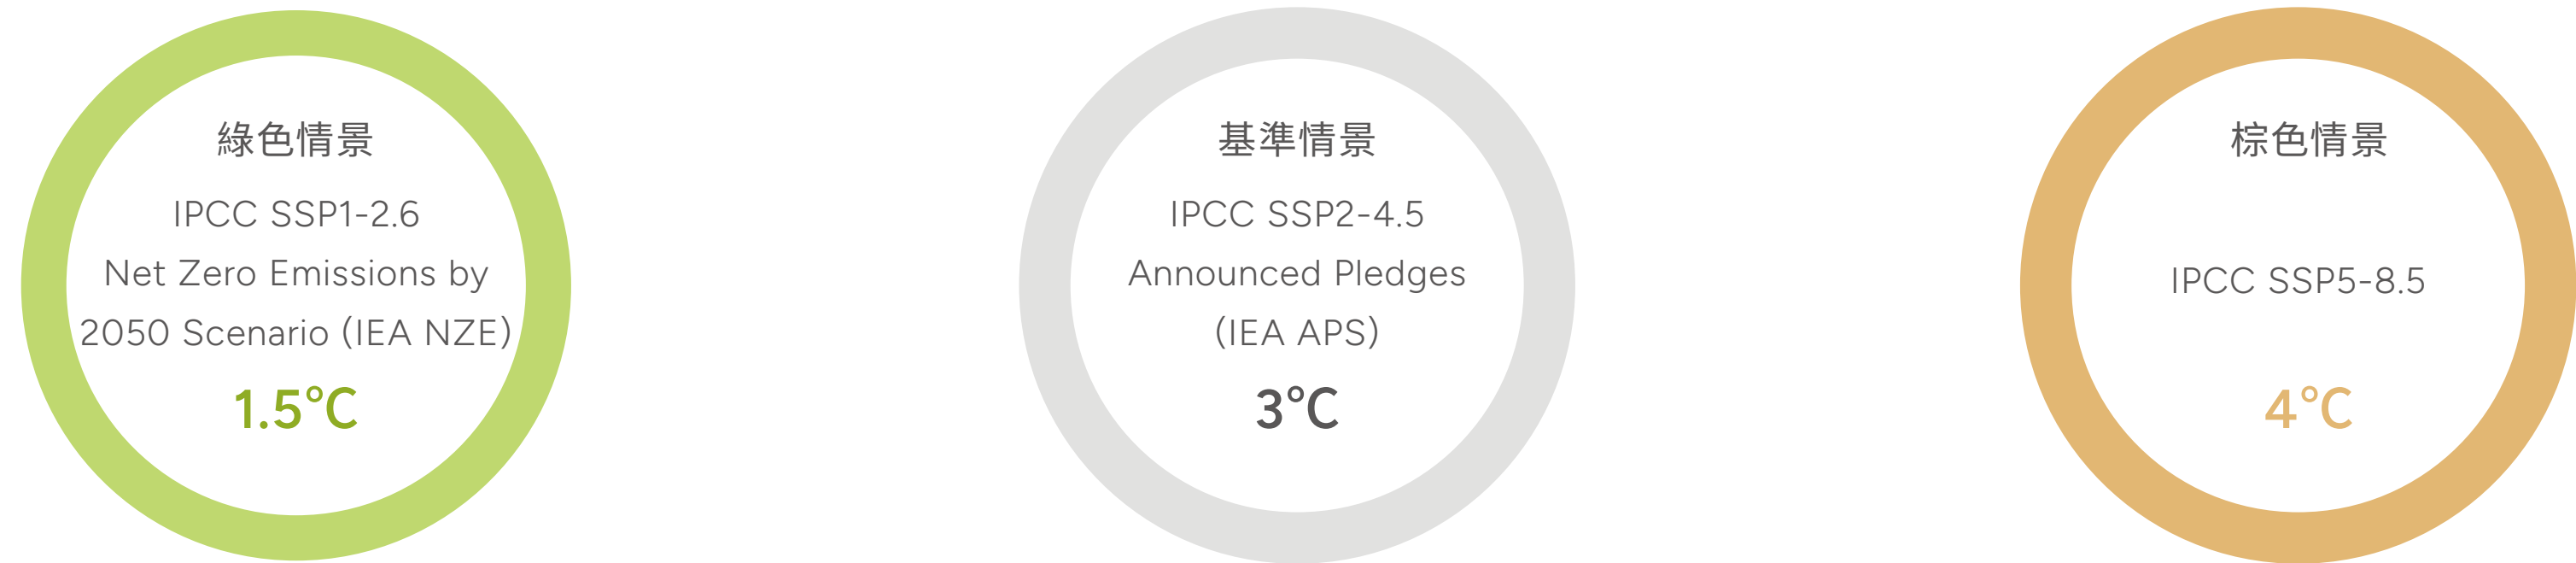 綠色情景
IPCC SSP1-2.6
Net Zero Emissions by
2050 Scenario (IEA NZE)
1.5°C
基準情景
IPCC SSP2-4.5
Announced Pledges
(IEA APS)
3°C
棕色情景
IPCC SSP5-8.5
4°C